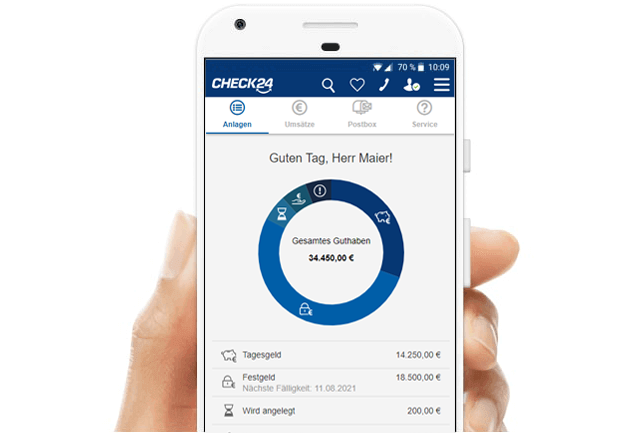 70 % 10:09
CHECK24
Anlagen Umsätze Postbox Service
Guten Tag, Herr Maier!
Gesamtes Guthaben
34.450,00 €
Tagesgeld 14.250,00 €
Festgeld 18.500,00 €
Nächste Fälligkeit: 11.08.2021
Wird angelegt 200,00 €